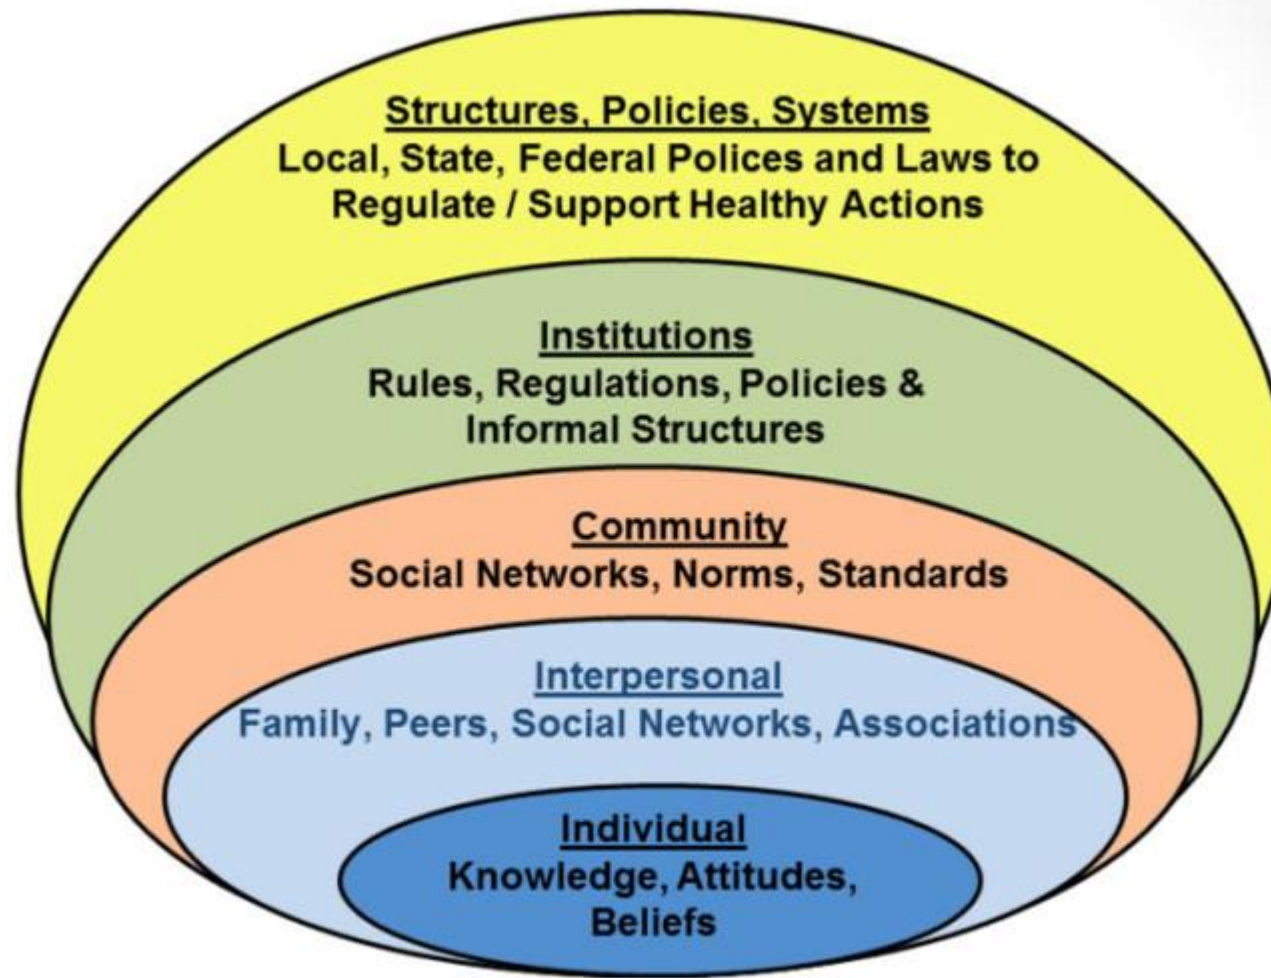 Structures, Policies, Systems
Local, State, Federal Polices and Laws to
Regulate / Support Healthy Actions
Institutions
Rules, Regulations, Policies &
Informal Structures
Community
Social Networks, Norms, Standards
Interpersonal
Family, Peers, Social Networks, Associations
Individual
Knowledge, Attitudes,
Beliefs